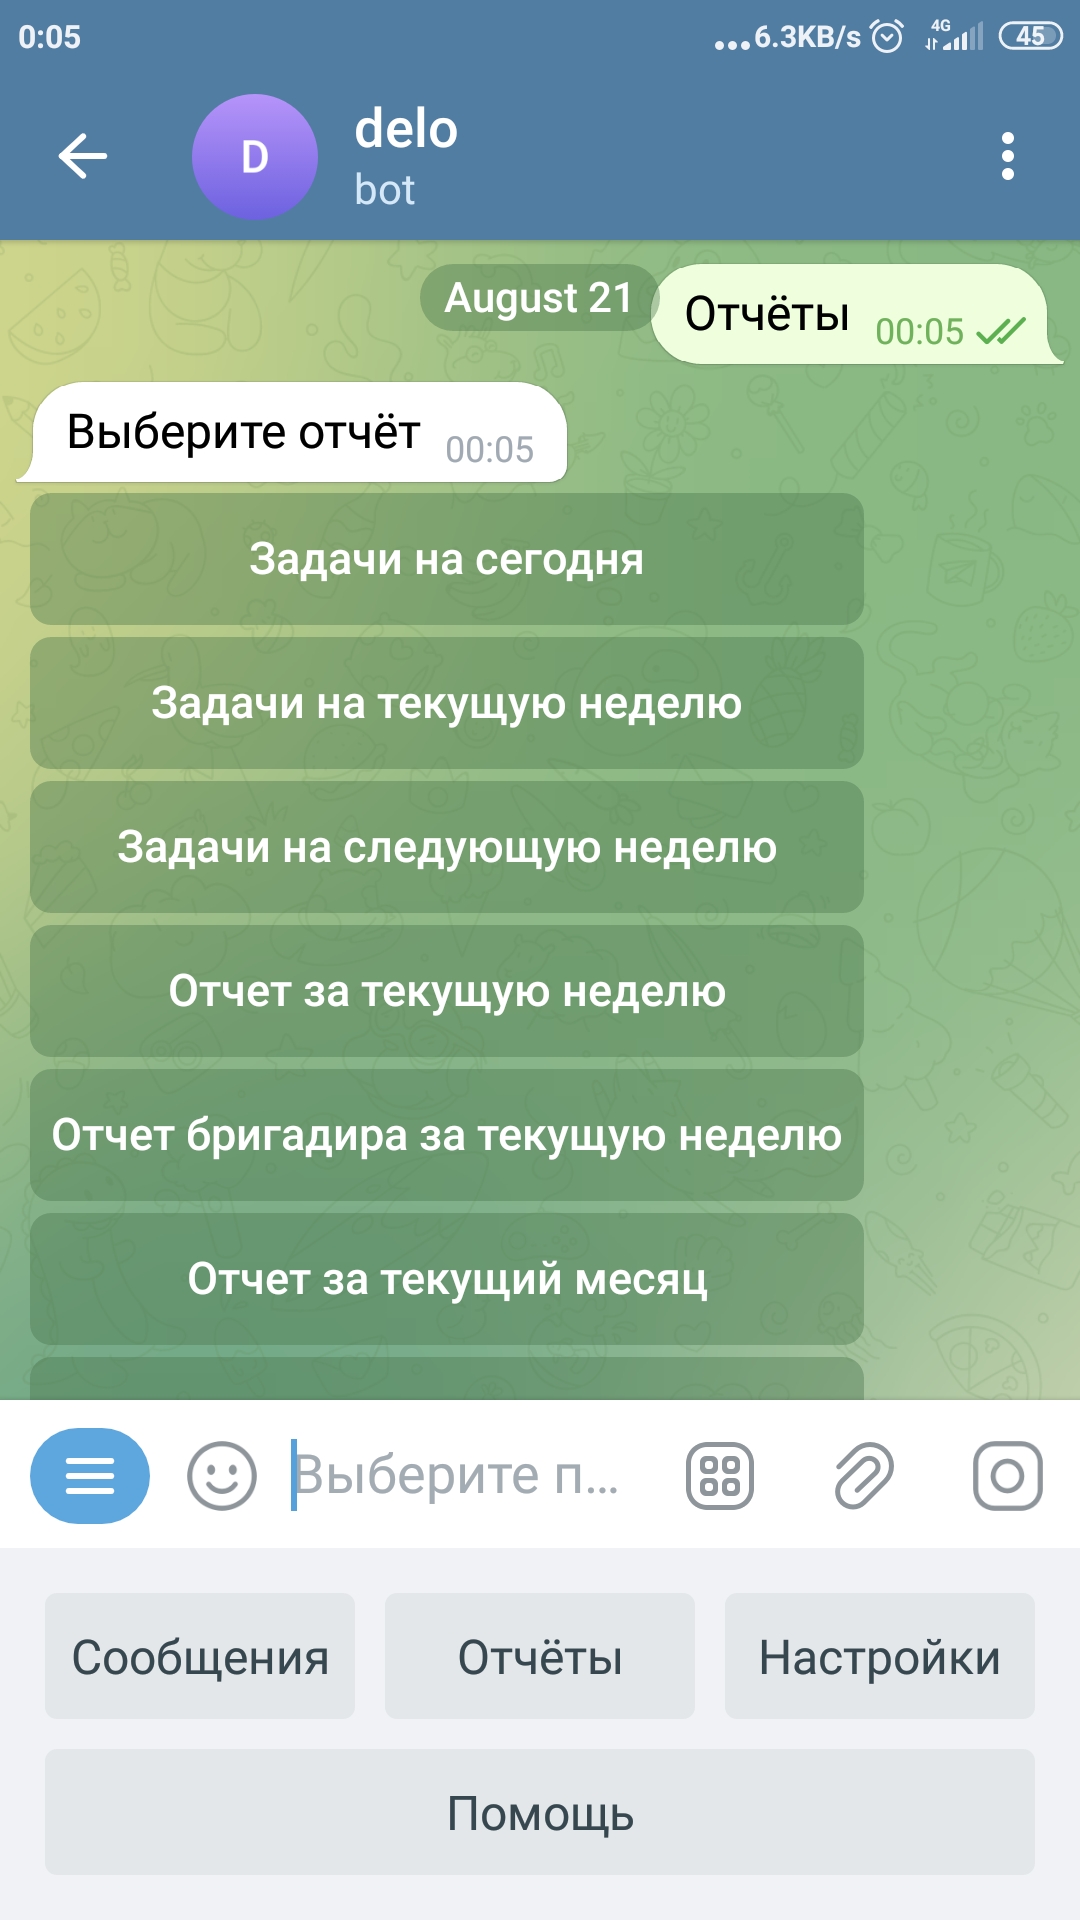 0:05
...6.3KB/s 4G 45
D
delo
bot
August 21
Отчёты 00:05
Выберите отчёт 00:05
Задачи на сегодня
Задачи на текущую неделю
Задачи на следующую неделю
Отчет за текущую неделю
Отчет бригадира за текущую неделю
Отчет за текущий месяц
Выберите п...
Сообщения
Отчёты
Настройки
Помощь